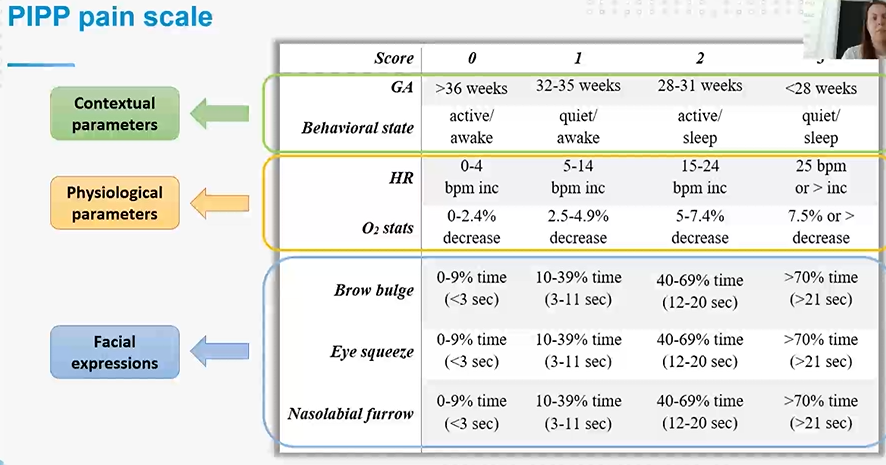 PIPP pain scale
Score 0 1 2
Contextual parameters
GA >36 weeks 32-35 weeks 28-31 weeks <28 weeks
Behavioral state active/ awake quiet/ awake active/ sleep quiet/ sleep
Physiological parameters
HR 0-4 bpm inc 5-14 bpm inc 15-24 bpm inc 25 bpm or > inc
O₂ stats 0-2.4% decrease 2.5-4.9% decrease 5-7.4% decrease 7.5% or > decrease
Facial expressions
Brow bulge 0-9% time (<3 sec) 10-39% time (3-11 sec) 40-69% time (12-20 sec) >70% time (>21 sec)
Eye squeeze 0-9% time (<3 sec) 10-39% time (3-11 sec) 40-69% time (12-20 sec) >70% time (>21 sec)
Nasolabial furrow 0-9% time (<3 sec) 10-39% time (3-11 sec) 40-69% time (12-20 sec) >70% time (>21 sec)